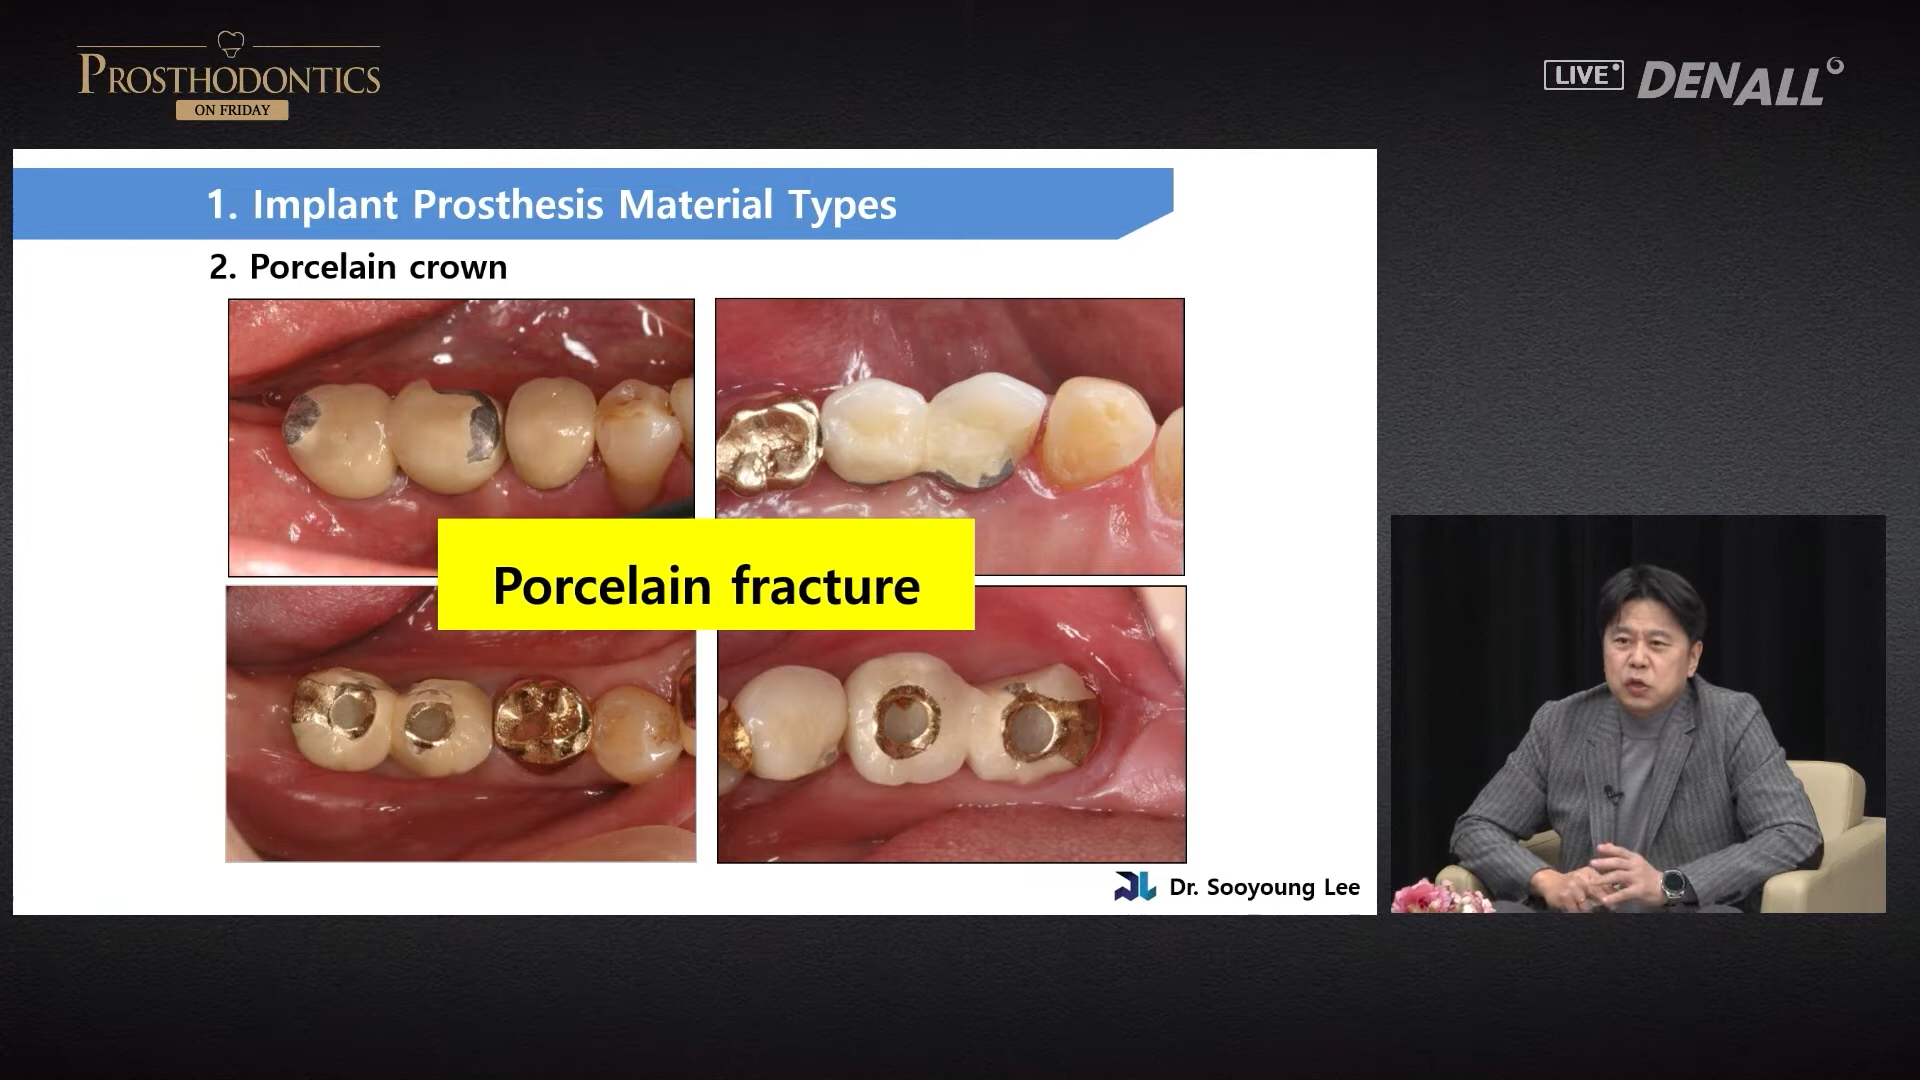 PROSTHODONTICS
ON FRIDAY
LIVE
DENALL
1. Implant Prosthesis Material Types
2. Porcelain crown
Porcelain fracture
Dr. Sooyoung Lee